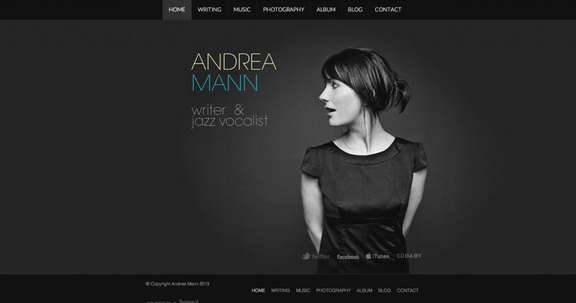 HOME WRITING MUSIC PHOTOGRAPHY ALBUM BLOG CONTACT
ANDREA
MANN
writer &
jazz vocalist
twitter facebook iTunes CDBABY
© Copyright Andrea Mann 2013
HOME WRITING MUSIC PHOTOGRAPHY ALBUM BLOG CONTACT